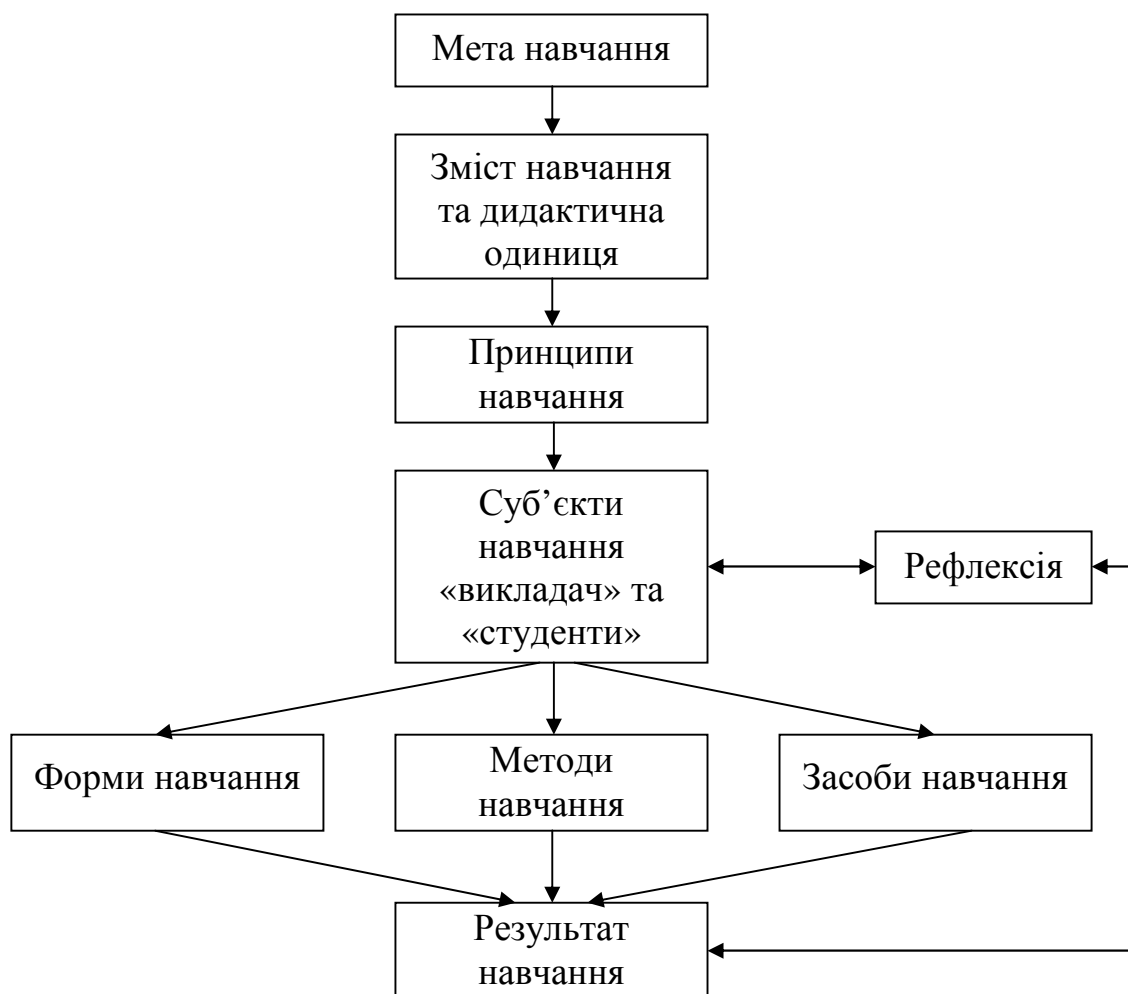 Мета навчання
Зміст навчання
та дидактична
одиниця
Принципи
навчання
Суб’єкти
навчання
«викладач» та
«студенти»
Рефлексія
Форми навчання
Методи
навчання
Засоби навчання
Результат
навчання